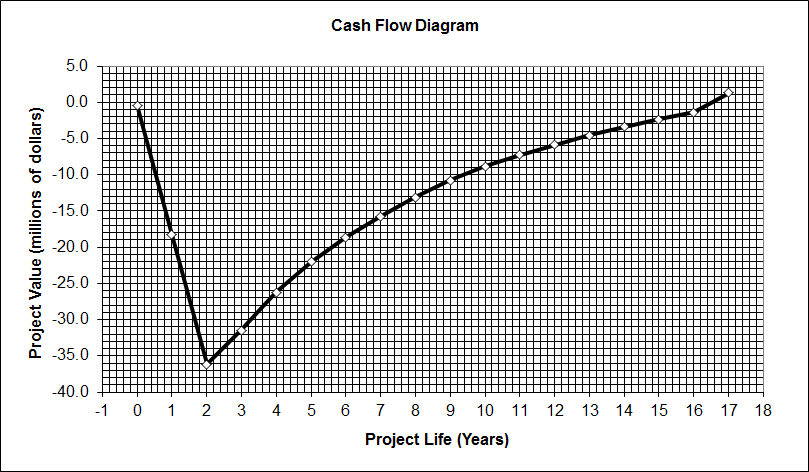 Cash Flow Diagram
Project Value (millions of dollars)
5.0
0.0
-5.0
-10.0
-15.0
-20.0
-25.0
-30.0
-35.0
-40.0
-1 0 1 2 3 4 5 6 7 8 9 10 11 12 13 14 15 16 17 18
Project Life (Years)